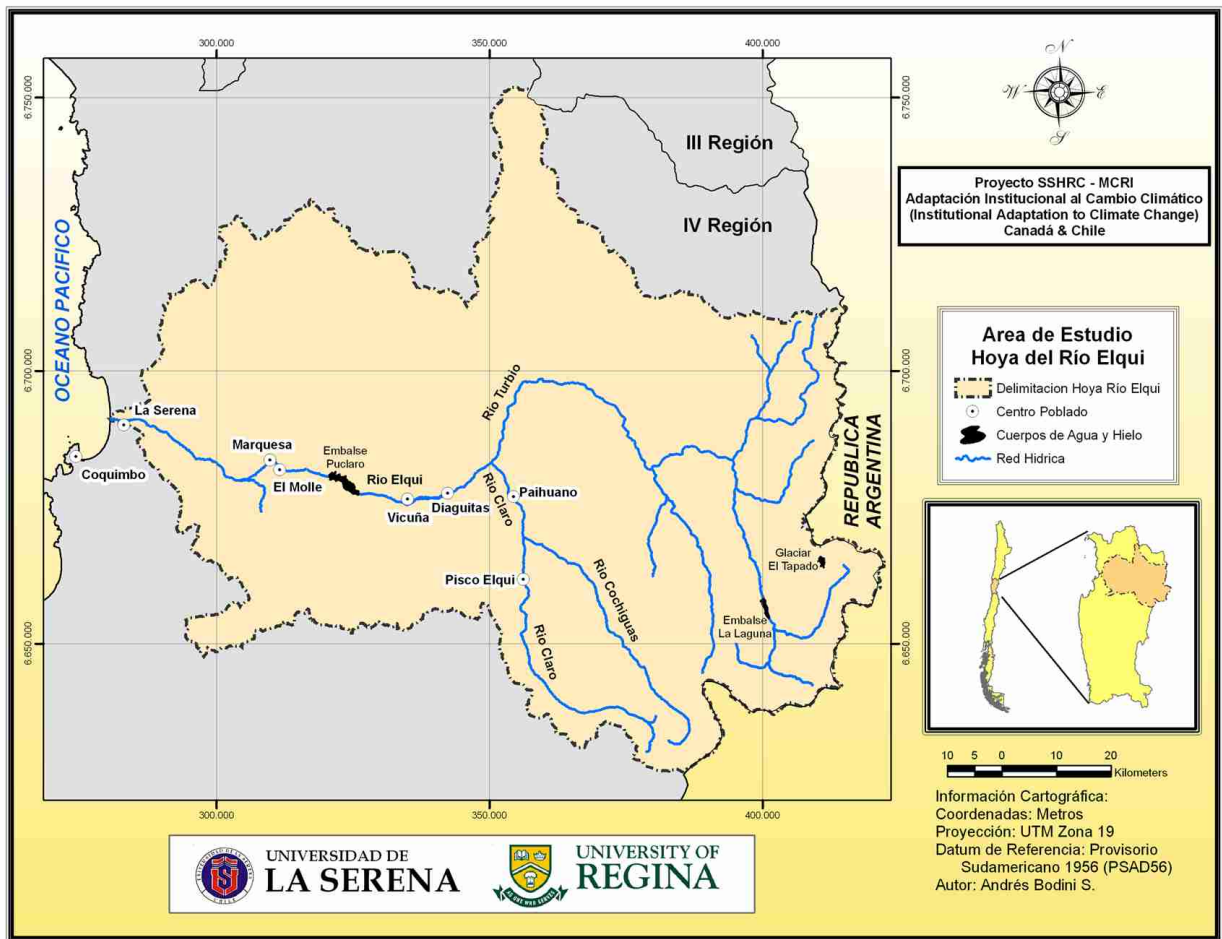 300.000
350.000
400.000
6.750.000
6.750.000
6.700.000
6.700.000
6.650.000
6.650.000
300.000
350.000
400.000
N
W
E
S
III Región
IV Región
OCEANO PACIFICO
REPUBLICA
ARGENTINA
La Serena
Coquimbo
Marquesa
El Molle
Embalse
Puclaro
Rio Elqui
Vicuña
Diaguitas
Río Turbio
Río Claro
Paihuano
Pisco Elqui
Río Cochiguas
Río Claro
Glaciar
El Tapado
Embalse
La Laguna
Proyecto SSHRC - MCRI
Adaptación Institucional al Cambio Climático
(Institutional Adaptation to Climate Change)
Canadá & Chile
Area de Estudio
Hoya del Río Elqui
Delimitacion Hoya Río Elqui
Centro Poblado
Cuerpos de Agua y Hielo
Red Hidrica
10 5 0 10 20
Kilometers
Información Cartográfica:
Coordenadas: Metros
Proyección: UTM Zona 19
Datum de Referencia: Provisorio
Sudamericano 1956 (PSAD56)
Autor: Andrés Bodini S.
UNIVERSIDAD DE
LA SERENA
UNIVERSITY OF
REGINA